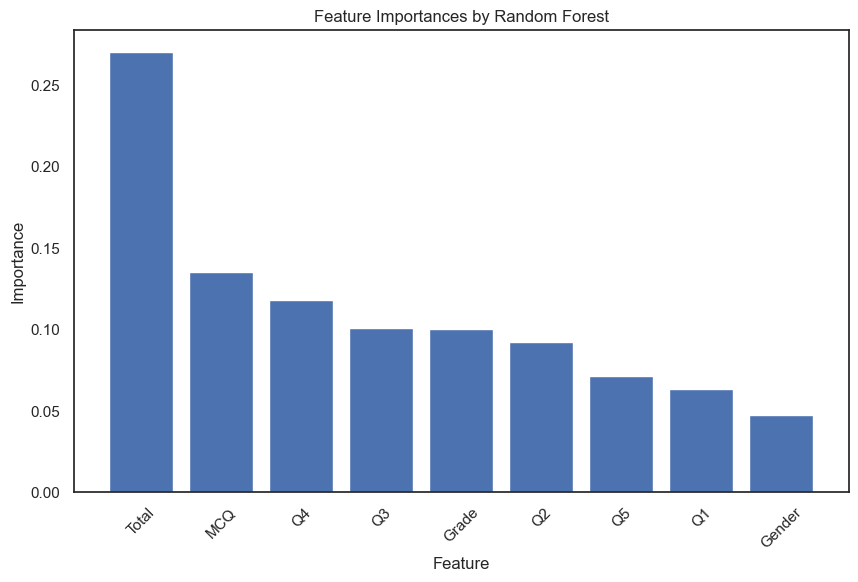 Feature Importances by Random Forest
Importance
0.25
0.20
0.15
0.10
0.05
0.00
Total
MCQ
Q4
Q3
Grade
Q2
Q5
Q1
Gender
Feature